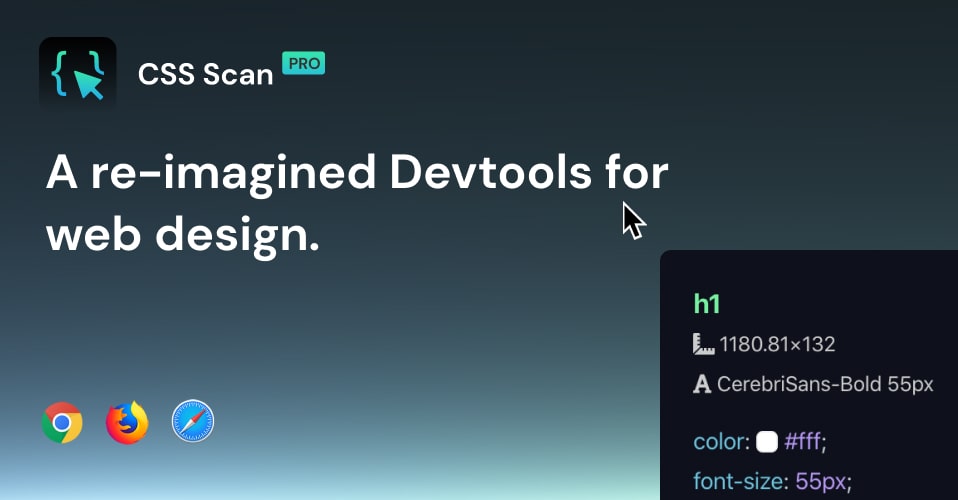 CSS Scan PRO
A re-imagined Devtools for
web design.
h1
1180.81×132
CerebriSans-Bold 55px
color: #fff;
font-size: 55px;